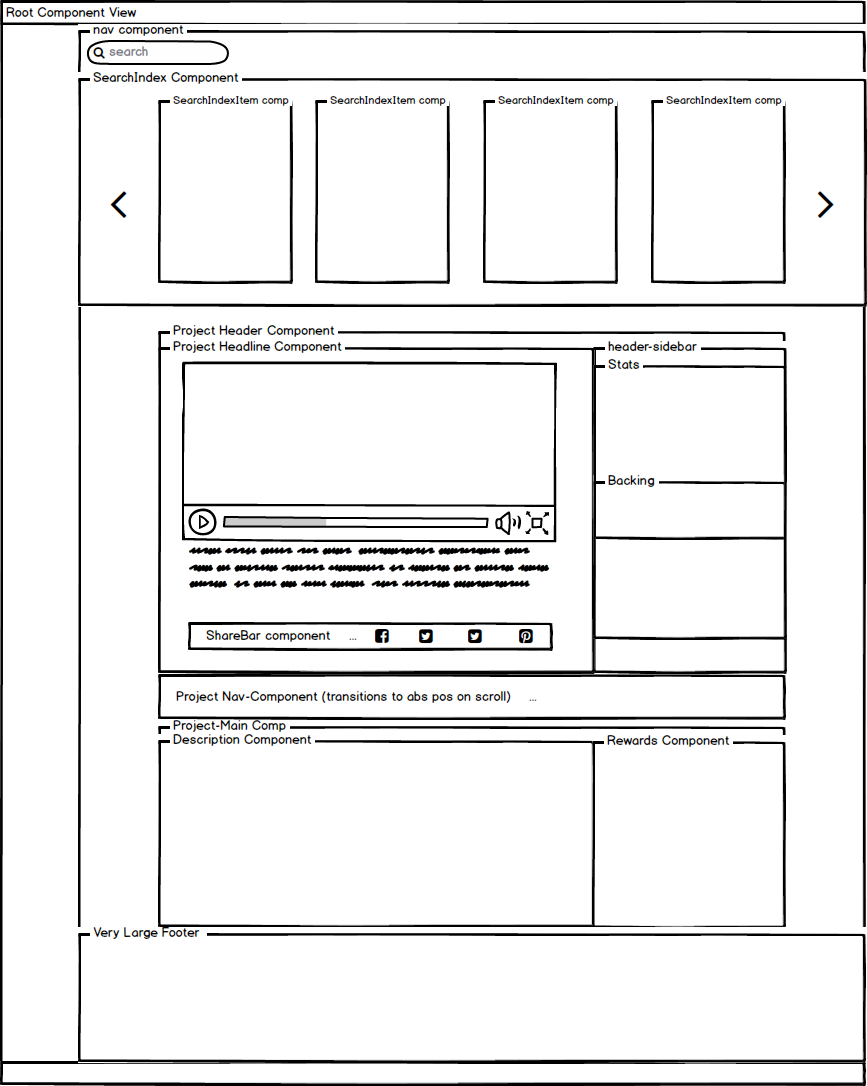 Root Component View
nav component
search
SearchIndex Component
SearchIndexItem comp
SearchIndexItem comp
SearchIndexItem comp
SearchIndexItem comp
Project Header Component
Project Headline Component
header-sidebar
Stats
Backing
ShareBar component ...
Project Nav-Component (transitions to abs pos on scroll) ...
Project-Main Comp
Description Component
Rewards Component
Very Large Footer